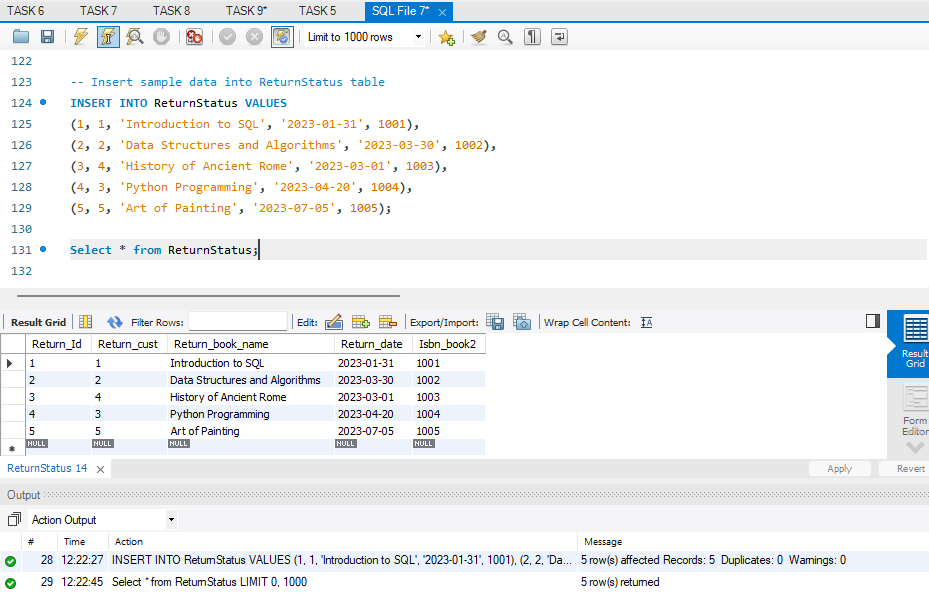 TASK 6 TASK 7 TASK 8 TASK 9* TASK 5 SQL File 7*
Limit to 1000 rows
122
123 -- Insert sample data into ReturnStatus table
124 INSERT INTO ReturnStatus VALUES
125 (1, 1, 'Introduction to SQL', '2023-01-31', 1001),
126 (2, 2, 'Data Structures and Algorithms', '2023-03-30', 1002),
127 (3, 4, 'History of Ancient Rome', '2023-03-01', 1003),
128 (4, 3, 'Python Programming', '2023-04-20', 1004),
129 (5, 5, 'Art of Painting', '2023-07-05', 1005);
130
131 Select * from ReturnStatus;
132
Result Grid Filter Rows: Edit: Export/Import: Wrap Cell Content: IA
Return_Id Return_cust Return_book_name Return_date Isbn_book2
1 1 Introduction to SQL 2023-01-31 1001
2 2 Data Structures and Algorithms 2023-03-30 1002
3 4 History of Ancient Rome 2023-03-01 1003
4 3 Python Programming 2023-04-20 1004
5 5 Art of Painting 2023-07-05 1005
NULL NULL NULL NULL NULL
Result
Grid
Form
Editor
ReturnStatus 14 Apply Revert
Output
Action Output
# Time Action Message
28 12:22:27 INSERT INTO ReturnStatus VALUES (1, 1, 'Introduction to SQL', '2023-01-31', 1001), (2, 2, 'Da... 5 row(s) affected Records: 5 Duplicates: 0 Warnings: 0
29 12:22:45 Select * from ReturnStatus LIMIT 0, 1000 5 row(s) returned